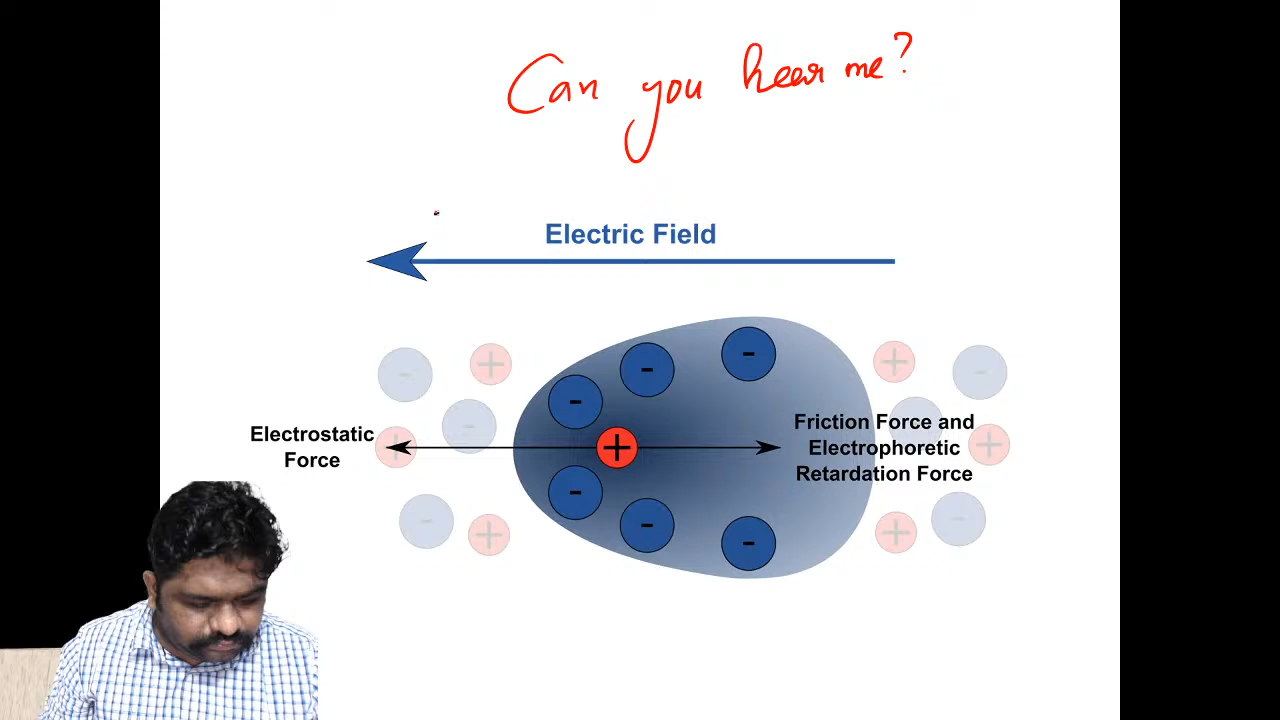 Can you hear me?
Electric Field
- + + -
- -
Electrostatic
Force
+ - - - + Friction Force and
Electrophoretic
Retardation Force
+
- - -
- + + -